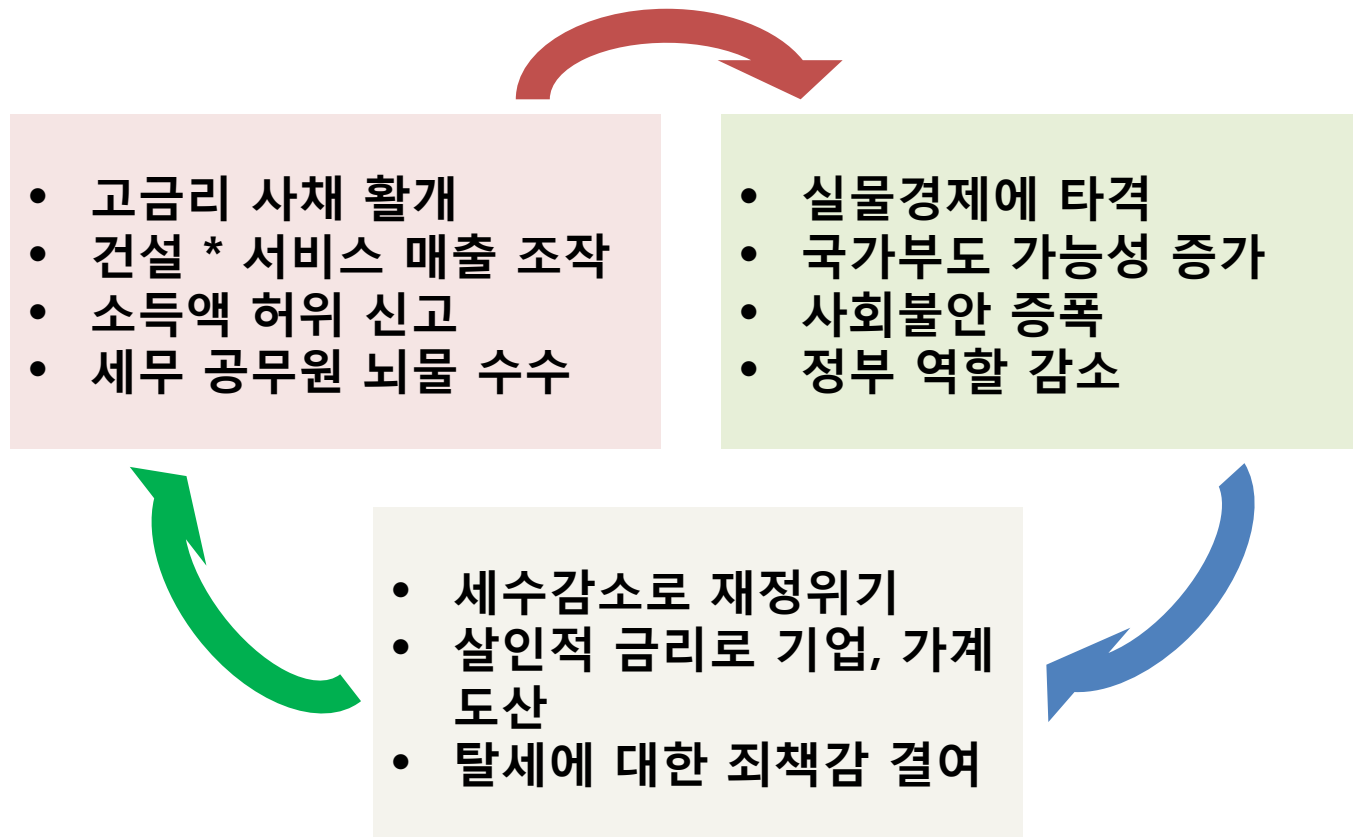 • 고금리 사채 활개
• 건설 * 서비스 매출 조작
• 소득액 허위 신고
• 세무 공무원 뇌물 수수
• 실물경제에 타격
• 국가부도 가능성 증가
• 사회불안 증폭
• 정부 역할 감소
• 세수감소로 재정위기
• 살인적 금리로 기업, 가계
도산
• 탈세에 대한 죄책감 결여